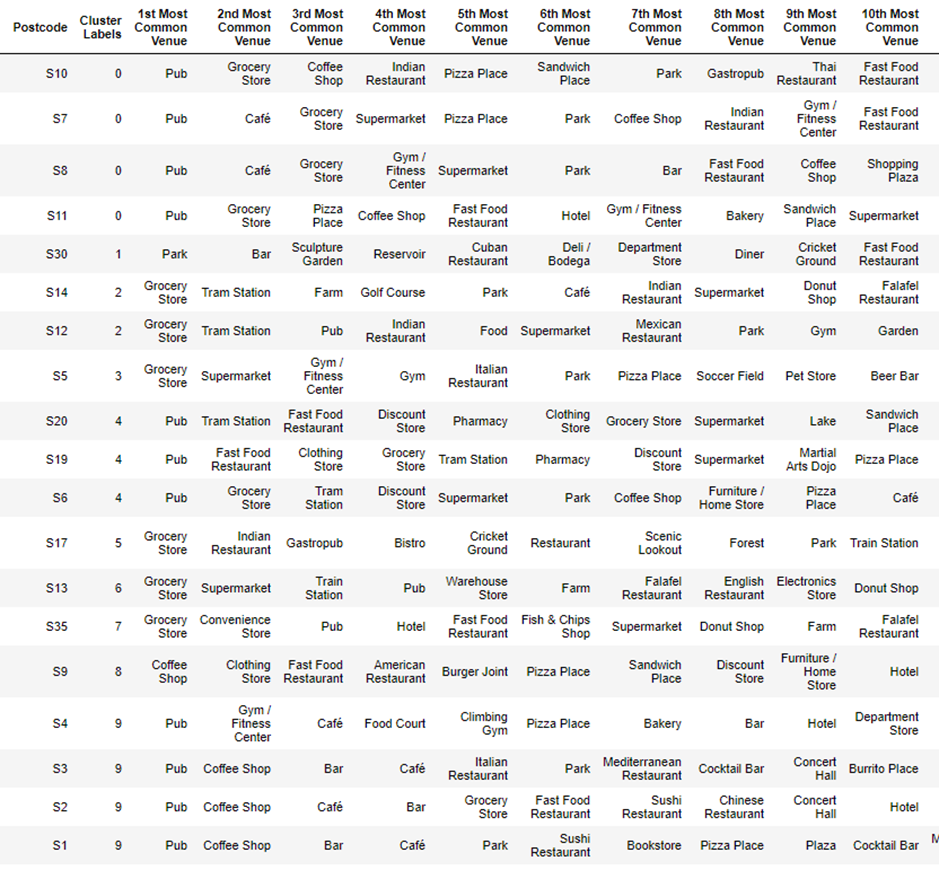 Postcode Cluster Labels 1st Most Common Venue 2nd Most Common Venue 3rd Most Common Venue 4th Most Common Venue 5th Most Common Venue 6th Most Common Venue 7th Most Common Venue 8th Most Common Venue 9th Most Common Venue 10th Most Common Venue
S10 0 Pub Grocery Store Coffee Shop Indian Restaurant Pizza Place Sandwich Place Park Gastropub Thai Restaurant Fast Food Restaurant
S7 0 Pub Café Grocery Store Supermarket Pizza Place Park Coffee Shop Indian Restaurant Gym / Fitness Center Fast Food Restaurant
S8 0 Pub Café Grocery Store Gym / Fitness Center Supermarket Park Bar Fast Food Restaurant Coffee Shop Shopping Plaza
S11 0 Pub Grocery Store Pizza Place Coffee Shop Fast Food Restaurant Hotel Gym / Fitness Center Bakery Sandwich Place Supermarket
S30 1 Park Bar Sculpture Garden Reservoir Cuban Restaurant Deli / Bodega Department Store Diner Cricket Ground Fast Food Restaurant
S14 2 Grocery Store Tram Station Farm Golf Course Park Café Indian Restaurant Supermarket Donut Shop Falafel Restaurant
S12 2 Grocery Store Tram Station Pub Indian Restaurant Food Supermarket Mexican Restaurant Park Gym Garden
S5 3 Grocery Store Supermarket Gym / Fitness Center Gym Italian Restaurant Park Pizza Place Soccer Field Pet Store Beer Bar
S20 4 Pub Tram Station Fast Food Restaurant Discount Store Pharmacy Clothing Store Grocery Store Supermarket Lake Sandwich Place
S19 4 Pub Fast Food Restaurant Clothing Store Grocery Store Tram Station Pharmacy Discount Store Supermarket Martial Arts Dojo Pizza Place
S6 4 Pub Grocery Store Tram Station Discount Store Supermarket Park Coffee Shop Furniture / Home Store Pizza Place Café
S17 5 Grocery Store Indian Restaurant Gastropub Bistro Cricket Ground Restaurant Scenic Lookout Forest Park Train Station
S13 6 Grocery Store Supermarket Train Station Pub Warehouse Store Farm Falafel Restaurant English Restaurant Electronics Store Donut Shop
S35 7 Grocery Store Convenience Store Pub Hotel Fast Food Restaurant Fish & Chips Shop Supermarket Donut Shop Farm Falafel Restaurant
S9 8 Coffee Shop Clothing Store Fast Food Restaurant American Restaurant Burger Joint Pizza Place Sandwich Place Discount Store Furniture / Home Store Hotel
S4 9 Pub Gym / Fitness Center Café Food Court Climbing Gym Pizza Place Bakery Bar Hotel Department Store
S3 9 Pub Coffee Shop Bar Café Italian Restaurant Park Mediterranean Restaurant Cocktail Bar Concert Hall Burrito Place
S2 9 Pub Coffee Shop Café Bar Grocery Store Fast Food Restaurant Sushi Restaurant Chinese Restaurant Concert Hall Hotel
S1 9 Pub Coffee Shop Bar Café Park Sushi Restaurant Bookstore Pizza Place Plaza Cocktail Bar